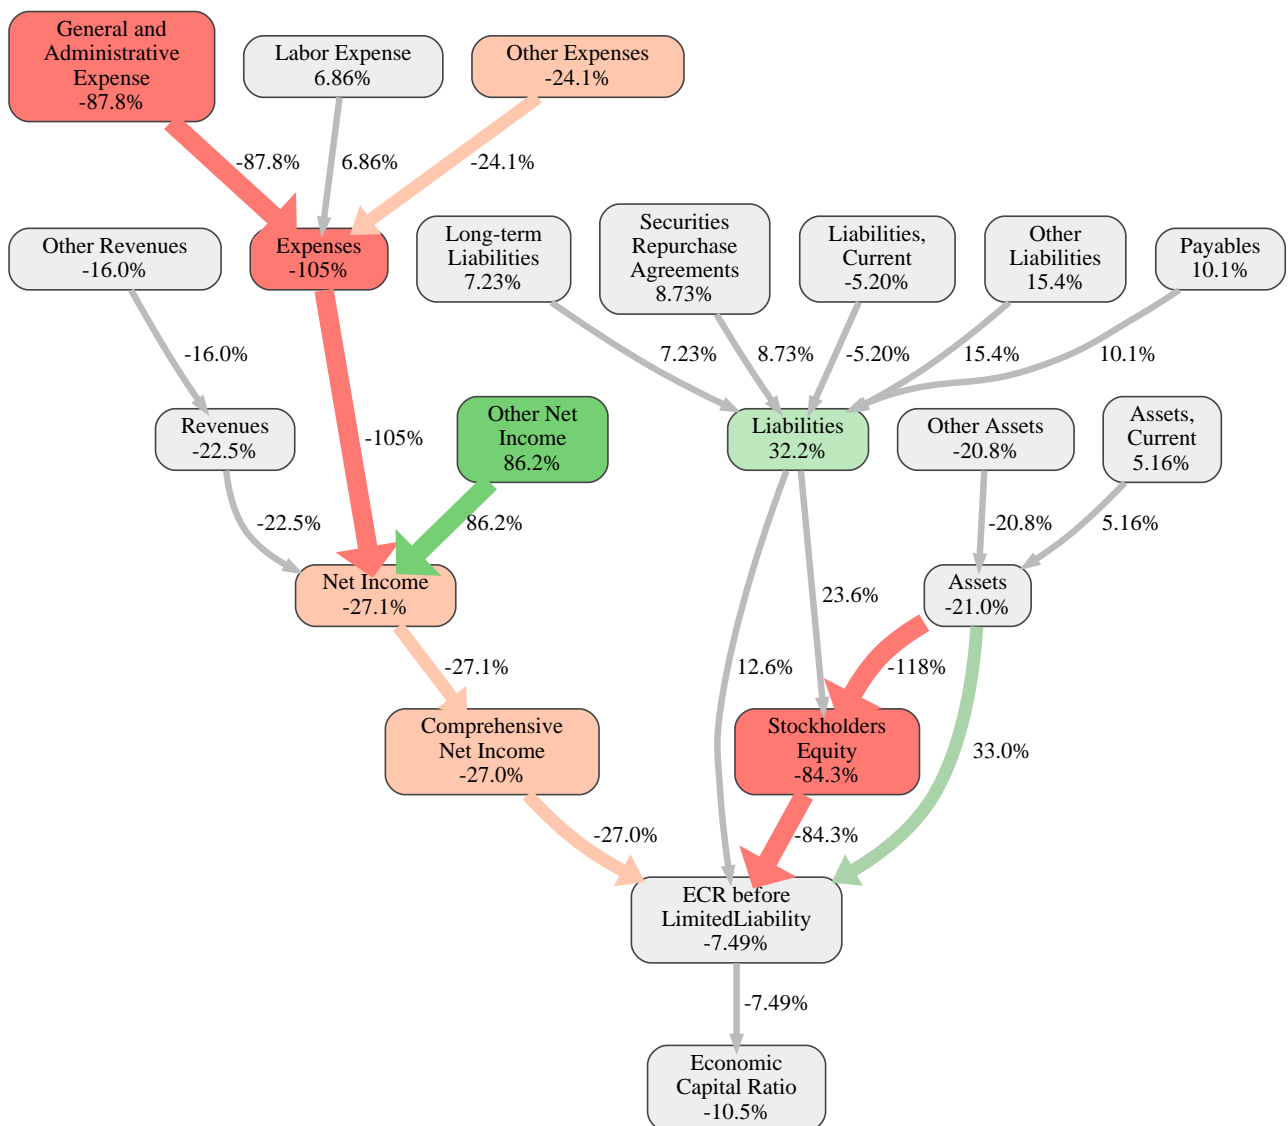 General and
Administrative
Expense
-87.8%
Labor Expense
6.86%
Other Expenses
-24.1%
-87.8%
6.86%
-24.1%
Other Revenues
-16.0%
Expenses
-105%
Long-term
Liabilities
7.23%
Securities
Repurchase
Agreements
8.73%
Liabilities,
Current
-5.20%
Other
Liabilities
15.4%
Payables
10.1%
-16.0%
7.23%
8.73%
-5.20%
15.4%
10.1%
Revenues
-22.5%
-105%
Other Net
Income
86.2%
Liabilities
32.2%
Other Assets
-20.8%
Assets,
Current
5.16%
-22.5%
86.2%
-20.8%
5.16%
Net Income
-27.1%
23.6%
Assets
-21.0%
-27.1%
12.6%
-118%
Comprehensive
Net Income
-27.0%
Stockholders
Equity
-84.3%
33.0%
-27.0%
-84.3%
ECR before
LimitedLiability
-7.49%
-7.49%
Economic
Capital Ratio
-10.5%